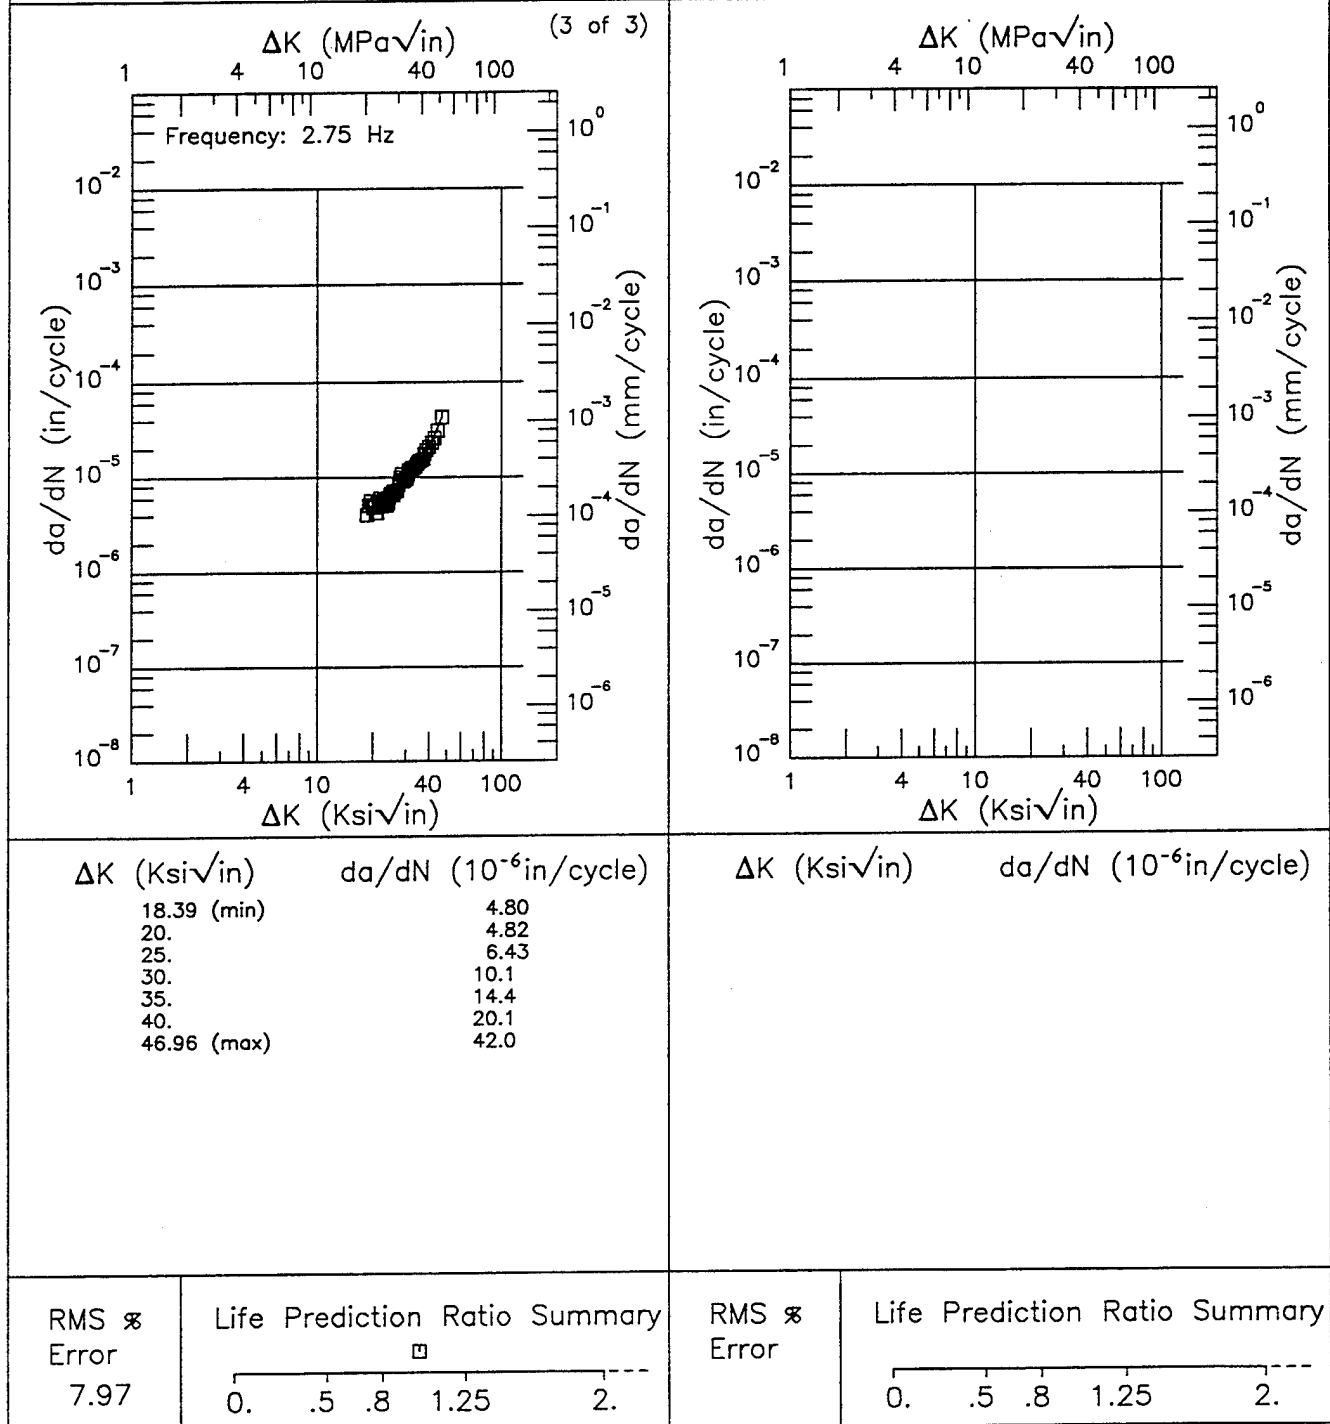 (3 of 3)
ΔK (MPa√in)
1 4 10 40 100
Frequency: 2.75 Hz
da/dN (in/cycle)
10⁻²
10⁻³
10⁻⁴
10⁻⁵
10⁻⁶
10⁻⁷
10⁻⁸
da/dN (mm/cycle)
10⁰
10⁻¹
10⁻²
10⁻³
10⁻⁴
10⁻⁵
10⁻⁶
1 4 10 40 100
ΔK (Ksi√in)
ΔK (MPa√in)
1 4 10 40 100
da/dN (in/cycle)
10⁻²
10⁻³
10⁻⁴
10⁻⁵
10⁻⁶
10⁻⁷
10⁻⁸
da/dN (mm/cycle)
10⁰
10⁻¹
10⁻²
10⁻³
10⁻⁴
10⁻⁵
10⁻⁶
1 4 10 40 100
ΔK (Ksi√in)
ΔK (Ksi√in) da/dN (10⁻⁶in/cycle)
18.39 (min) 4.80
20. 4.82
25. 6.43
30. 10.1
35. 14.4
40. 20.1
46.96 (max) 42.0
ΔK (Ksi√in) da/dN (10⁻⁶in/cycle)
RMS %
Error
7.97
Life Prediction Ratio Summary
0. .5 .8 1.25 2.
RMS %
Error
Life Prediction Ratio Summary
0. .5 .8 1.25 2.